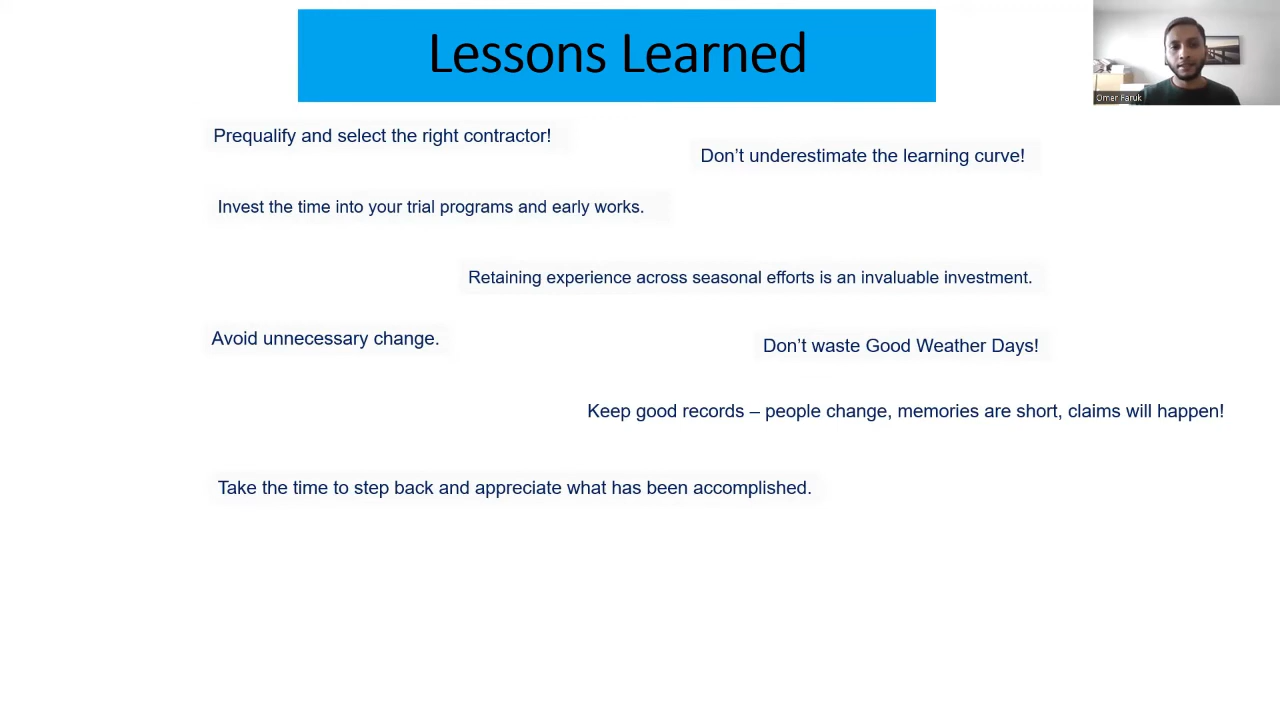 Lessons Learned
Omer Faruk
Prequalify and select the right contractor!
Don’t underestimate the learning curve!
Invest the time into your trial programs and early works.
Retaining experience across seasonal efforts is an invaluable investment.
Avoid unnecessary change.
Don’t waste Good Weather Days!
Keep good records – people change, memories are short, claims will happen!
Take the time to step back and appreciate what has been accomplished.